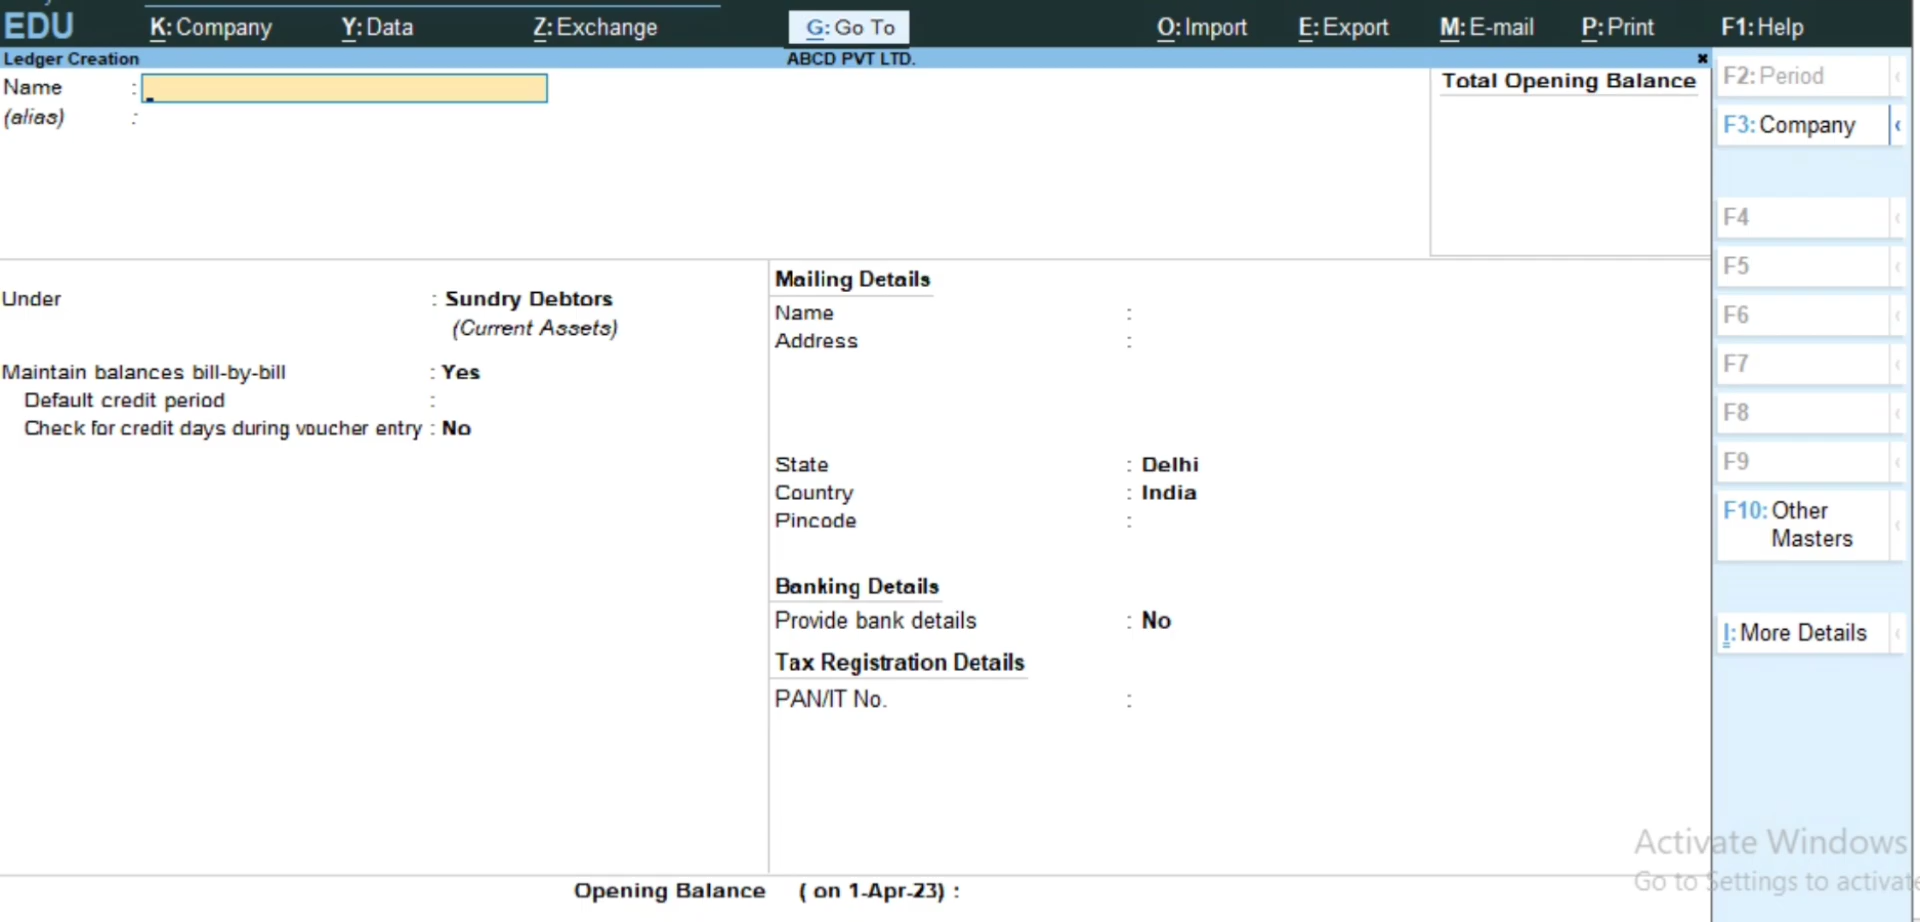 EDU
K: Company
Y: Data
Z: Exchange
G: Go To
O: Import
E: Export
M: E-mail
P: Print
F1: Help
Ledger Creation
ABCD PVT LTD.
Name :
(alias) :
Total Opening Balance
Under : Sundry Debtors
(Current Assets)
Maintain balances bill-by-bill : Yes
Default credit period :
Check for credit days during voucher entry : No
Mailing Details
Name :
Address :
State : Delhi
Country : India
Pincode :
Banking Details
Provide bank details : No
Tax Registration Details
PAN/IT No. :
Opening Balance ( on 1-Apr-23) :
F2: Period
F3: Company
F4
F5
F6
F7
F8
F9
F10: Other
Masters
I: More Details
Activate Windows
Go to Settings to activate